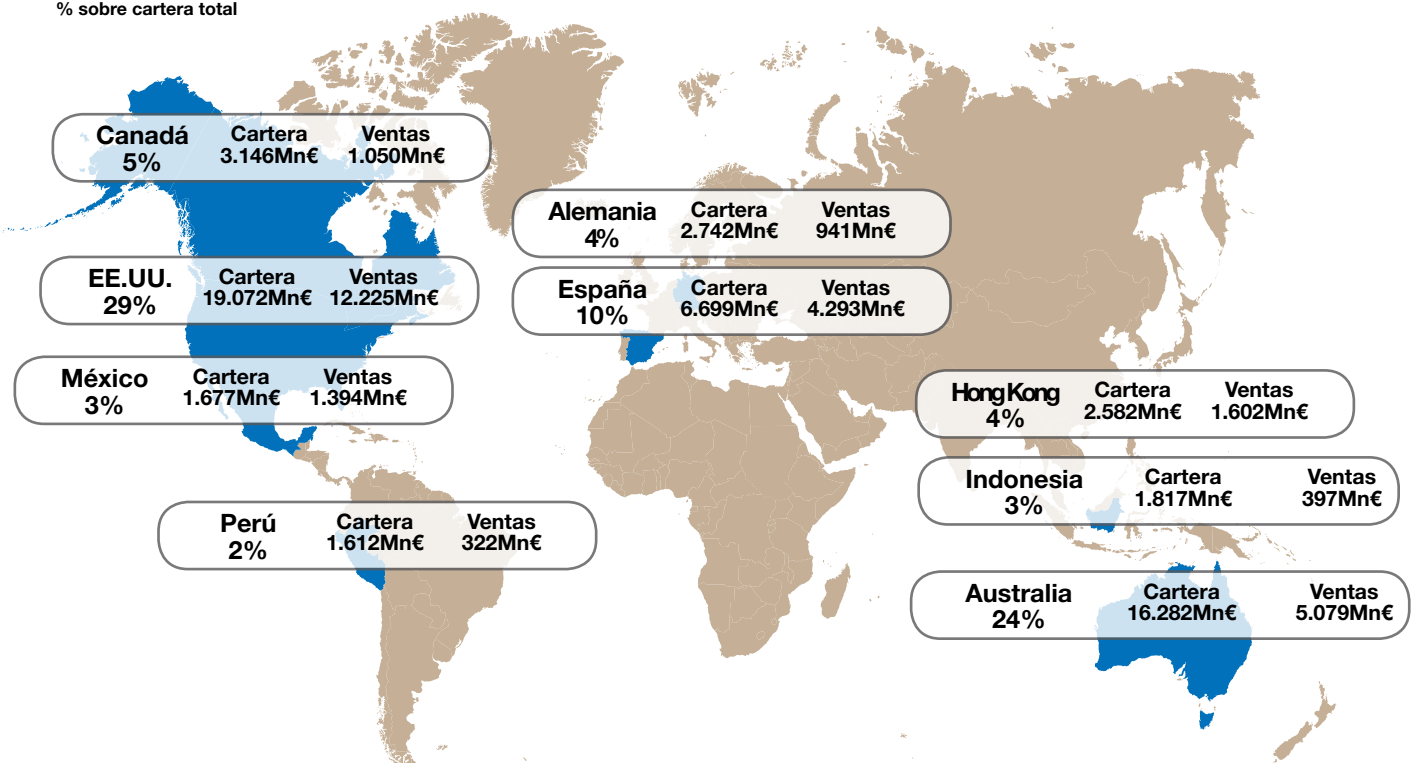 % sobre cartera total
Canadá
5%
Cartera
3.146Mn€
Ventas
1.050Mn€
EE.UU.
29%
Cartera
19.072Mn€
Ventas
12.225Mn€
México
3%
Cartera
1.677Mn€
Ventas
1.394Mn€
Perú
2%
Cartera
1.612Mn€
Ventas
322Mn€
Alemania
4%
Cartera
2.742Mn€
Ventas
941Mn€
España
10%
Cartera
6.699Mn€
Ventas
4.293Mn€
Hong Kong
4%
Cartera
2.582Mn€
Ventas
1.602Mn€
Indonesia
3%
Cartera
1.817Mn€
Ventas
397Mn€
Australia
24%
Cartera
16.282Mn€
Ventas
5.079Mn€